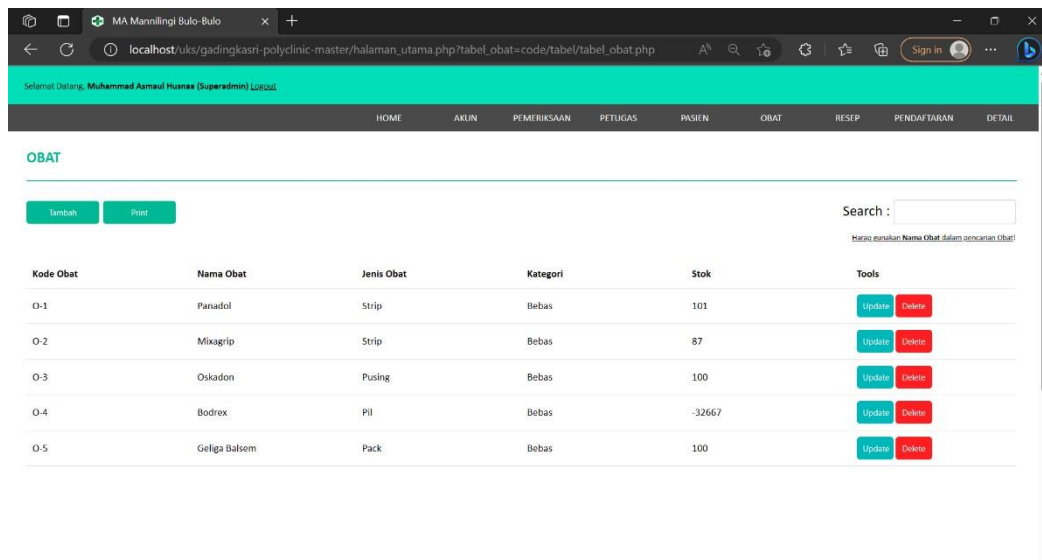 MA Mannilingi Bulo-Bulo
localhost/uks/gadingkasri-polyclinic-master/halaman_utama.php?tabel_obat=code/tabel/tabel_obat.php
Sign in
Selamat Datang, Muhammad Asmaul Husnaa (Superadmin) Logout
HOME AKUN PEMERIKSAAN PETUGAS PASIEN OBAT RESEP PENDAFTARAN DETAIL
OBAT
Tambah Print Search :
Harap gunakan Nama Obat dalam pencarian Obat!
Kode Obat Nama Obat Jenis Obat Kategori Stok Tools
O-1 Panadol Strip Bebas 101 Update Delete
O-2 Mixagrip Strip Bebas 87 Update Delete
O-3 Oskadon Pusing Bebas 100 Update Delete
O-4 Bodrex Pil Bebas -32667 Update Delete
O-5 Geliga Balsem Pack Bebas 100 Update Delete